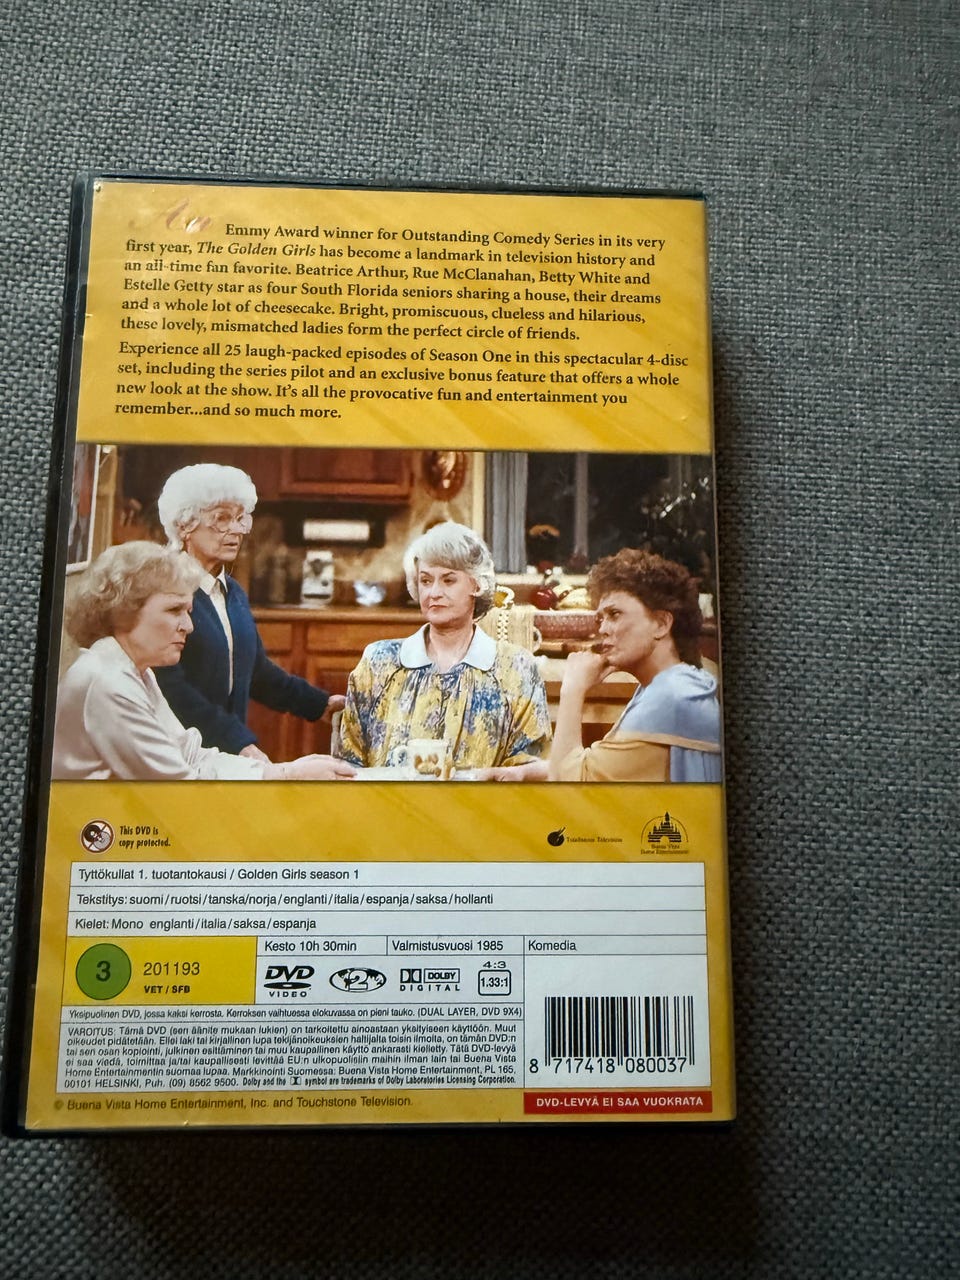 An Emmy Award winner for Outstanding Comedy Series in its very
first year, The Golden Girls has become a landmark in television history and
an all-time fan favorite. Beatrice Arthur, Rue McClanahan, Betty White and
Estelle Getty star as four South Florida seniors sharing a house, their dreams
and a whole lot of cheesecake. Bright, promiscuous, clueless and hilarious,
these lovely, mismatched ladies form the perfect circle of friends.
Experience all 25 laugh-packed episodes of Season One in this spectacular 4-disc
set, including the series pilot and an exclusive bonus feature that offers a whole
new look at the show. It's all the provocative fun and entertainment you
remember...and so much more.
This DVD is
copy protected.
Touchstone Television
Buena Vista
Home Entertainment
Tyttökullat 1. tuotantokausi / Golden Girls season 1
Tekstitys: suomi/ruotsi/tanska/norja/englanti/italia/espanja/saksa/hollanti
Kielet: Mono englanti/italia/saksa/espanja
3
201193
VET / SFB
Kesto 10h 30min
Valmistusvuosi 1985
Komedia
DVD
VIDEO
2
DOLBY
DIGITAL
4:3
1.33:1
Yksipuolinen DVD, jossa kaksi kerrosta. Kerroksen vaihtuessa elokuvassa on pieni tauko. (DUAL LAYER, DVD 9X4)
VAROITUS: Tämä DVD (sen äänite mukaan lukien) on tarkoitettu ainoastaan yksityiseen käyttöön. Muut
oikeudet pidätetään. Ellei laki tai kirjallinen lupa tekijänoikeuksien haltijalta toisin ilmoita, on tämän DVD:n
tai sen osan kopiointi, julkinen esittäminen tai muu kaupallinen käyttö ankarasti kielletty. Tätä DVD-levyä
ei saa viedä, toimittaa ja/tai kaupallisesti levittää EU:n ulkopuolisiin maihin ilman lain tai Buena Vista
Home Entertainmentin suomaa lupaa. Markkinointi Suomessa: Buena Vista Home Entertainment, PL 165,
00101 HELSINKI, Puh. (09) 8562 9500. Dolby and the symbol are trademarks of Dolby Laboratories Licensing Corporation.
8 717418 080037
© Buena Vista Home Entertainment, Inc. and Touchstone Television.
DVD-LEVYÄ EI SAA VUOKRATA